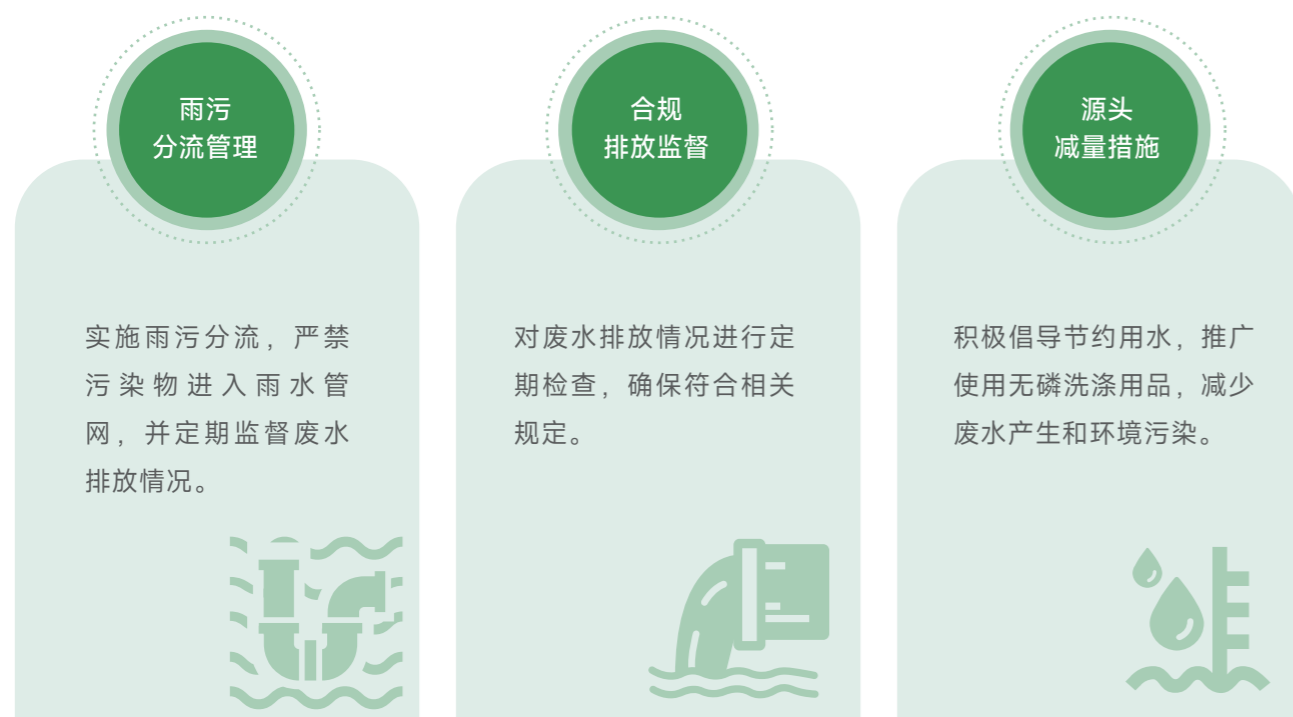 雨污
分流管理
实施雨污分流，严禁
污染物进入雨水管
网，并定期监督废水
排放情况。
合规
排放监督
对废水排放情况进行定
期检查，确保符合相关
规定。
源头
减量措施
积极倡导节约用水，推广
使用无磷洗涤用品，减少
废水产生和环境污染。